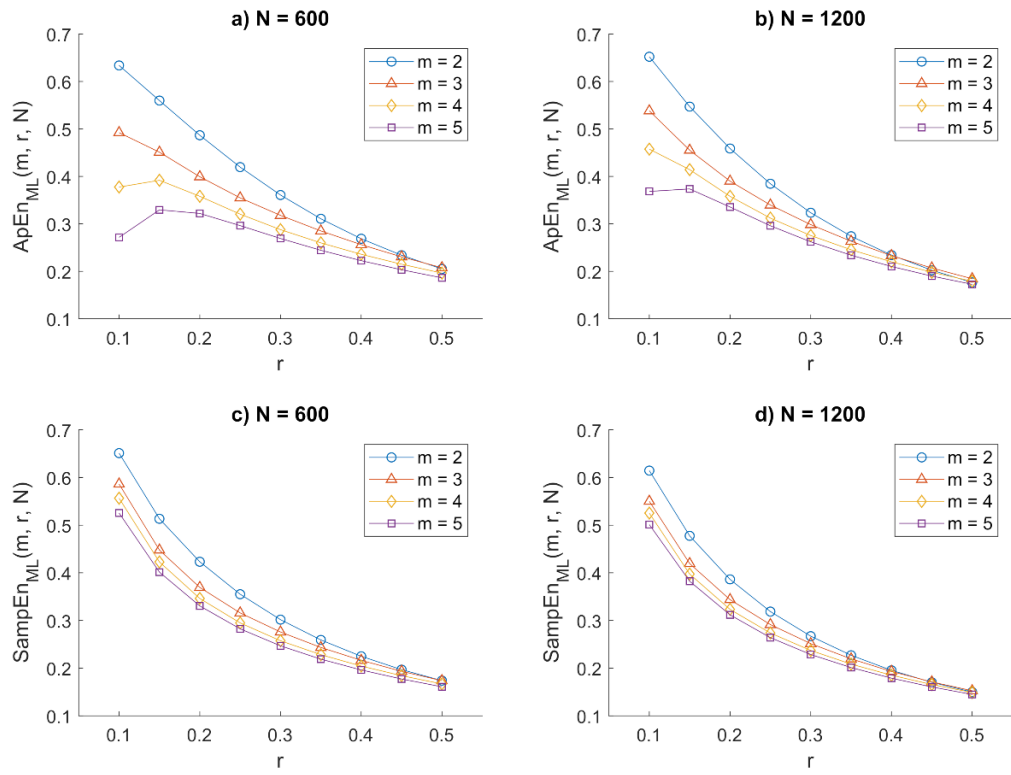 a) N = 600
ApEn_ML(m, r, N)
0.7
0.6
0.5
0.4
0.3
0.2
0.1
0.1 0.2 0.3 0.4 0.5
r
m = 2
m = 3
m = 4
m = 5
b) N = 1200
ApEn_ML(m, r, N)
0.7
0.6
0.5
0.4
0.3
0.2
0.1
0.1 0.2 0.3 0.4 0.5
r
m = 2
m = 3
m = 4
m = 5
c) N = 600
SampEn_ML(m, r, N)
0.7
0.6
0.5
0.4
0.3
0.2
0.1
0.1 0.2 0.3 0.4 0.5
r
m = 2
m = 3
m = 4
m = 5
d) N = 1200
SampEn_ML(m, r, N)
0.7
0.6
0.5
0.4
0.3
0.2
0.1
0.1 0.2 0.3 0.4 0.5
r
m = 2
m = 3
m = 4
m = 5